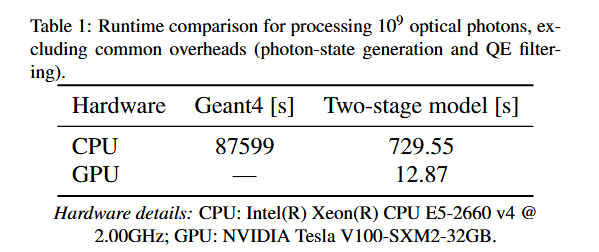 Table 1: Runtime comparison for processing 10⁹ optical photons, ex-
cluding common overheads (photon-state generation and QE filter-
ing).
Hardware Geant4 [s] Two-stage model [s]
CPU 87599 729.55
GPU — 12.87
Hardware details: CPU: Intel(R) Xeon(R) CPU E5-2660 v4 @
2.00GHz; GPU: NVIDIA Tesla V100-SXM2-32GB.